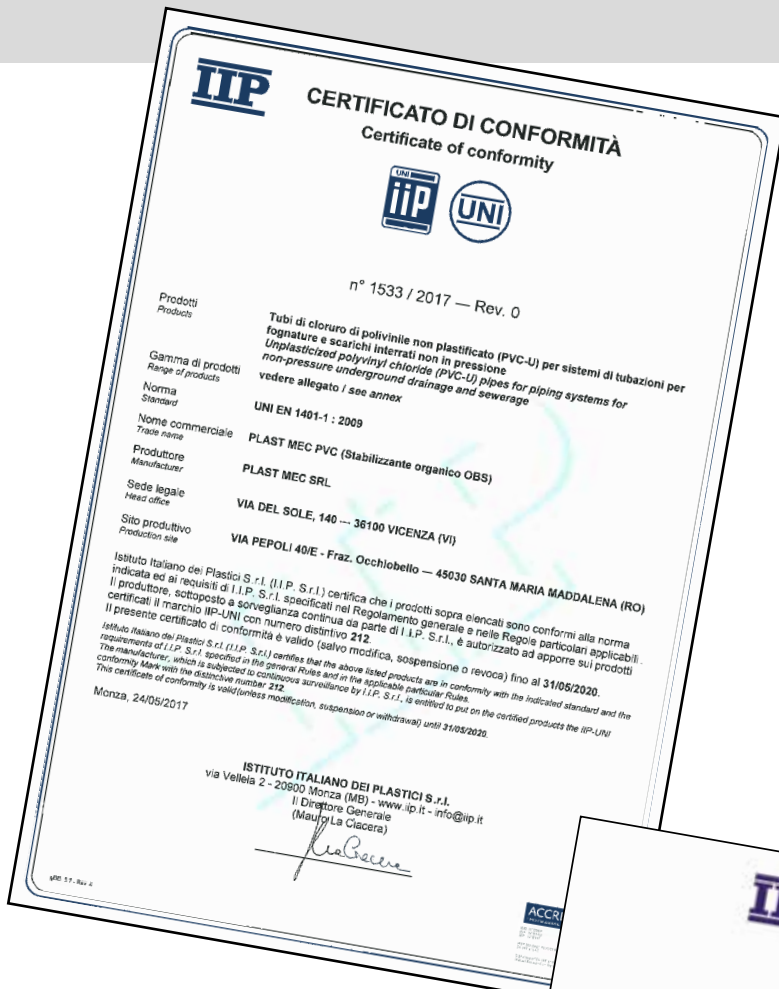 IIP
CERTIFICATO DI CONFORMITÀ
Certificate of conformity
UNI
iip
UNI
n° 1533 / 2017 — Rev. 0
Prodotti
Products
Tubi di cloruro di polivinile non plastificato (PVC-U) per sistemi di tubazioni per
fognature e scarichi interrati non in pressione
Unplasticized polyvinyl chloride (PVC-U) pipes for piping systems for
non-pressure underground drainage and sewerage
Gamma di prodotti
Range of products
vedere allegato / see annex
Norma
Standard
UNI EN 1401-1 : 2009
Nome commerciale
Trade name
PLAST MEC PVC (Stabilizzante organico OBS)
Produttore
Manufacturer
PLAST MEC SRL
Sede legale
Head office
VIA DEL SOLE, 140 --- 36100 VICENZA (VI)
Sito produttivo
Production site
VIA PEPOLI 40/E - Fraz. Occhiobello — 45030 SANTA MARIA MADDALENA (RO)
Istituto Italiano dei Plastici S.r.l. (I.I.P. S.r.l.) certifica che i prodotti sopra elencati sono conformi alla norma
indicata ed ai requisiti di I.I.P. S.r.l. specificati nel Regolamento generale e nelle Regole particolari applicabili.
Il produttore, sottoposto a sorveglianza continua da parte di I.I.P. S.r.l., è autorizzato ad apporre sui prodotti
certificati il marchio IIP-UNI con numero distintivo 212.
Il presente certificato di conformità è valido (salvo modifica, sospensione o revoca) fino al 31/05/2020.
Istituto Italiano dei Plastici S.r.l. (I.I.P. S.r.l.) certifies that the above listed products are in conformity with the indicated standard and the
requirements of I.I.P. S.r.l. specified in the general Rules and in the applicable particular Rules.
The manufacturer, which is subjected to continuous surveillance by I.I.P. S.r.l., is entitled to put on the certified products the IIP-UNI
conformity Mark with the distinctive number 212.
This certificate of conformity is valid (unless modification, suspension or withdrawal) until 31/05/2020.
Monza, 24/05/2017
ISTITUTO ITALIANO DEI PLASTICI S.r.l.
via Velleia 2 - 20900 Monza (MB) - www.iip.it - info@iip.it
Il Direttore Generale
(Mauro La Ciacera)
ACCRE